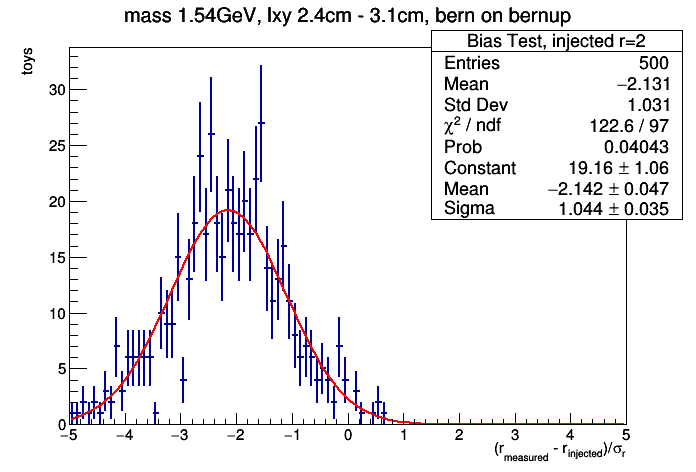 mass 1.54GeV, lxy 2.4cm - 3.1cm, bern on bernup
toys
Bias Test, injected r=2
Entries 500
Mean −2.131
Std Dev 1.031
χ² / ndf 122.6 / 97
Prob 0.04043
Constant 19.16 ± 1.06
Mean −2.142 ± 0.047
Sigma 1.044 ± 0.035
30
25
20
15
10
5
0
−5 −4 −3 −2 −1 0 1 2 3 4 5
(r_measured - r_injected)/σ_r